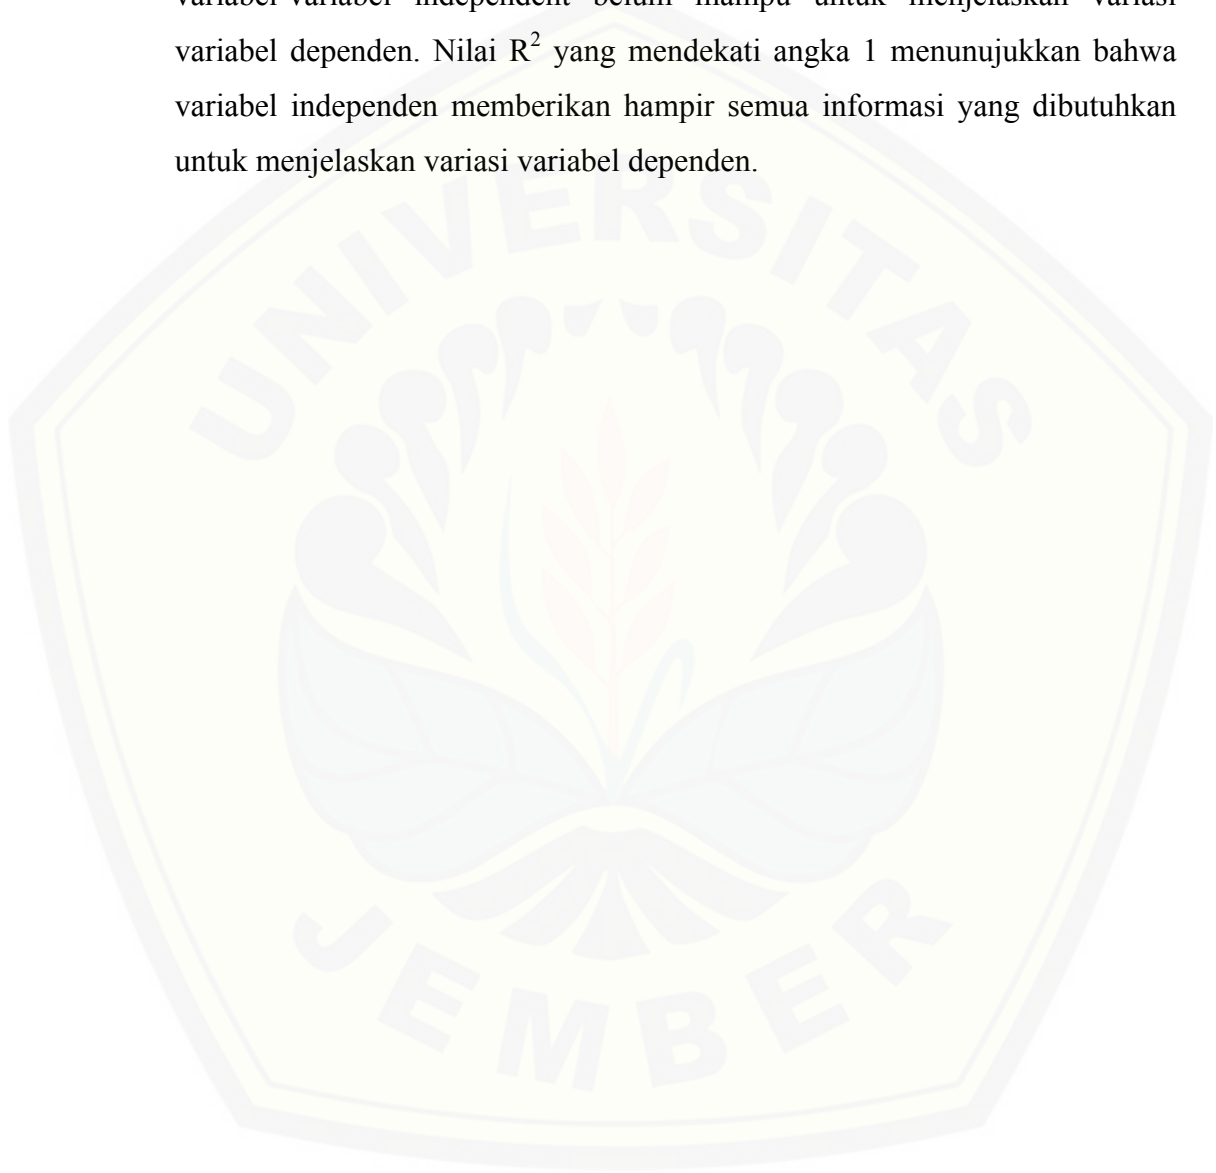 variabel-variabel independent belum mampu untuk menjelaskan variasi
variabel dependen. Nilai R² yang mendekati angka 1 menunujukkan bahwa
variabel independen memberikan hampir semua informasi yang dibutuhkan
untuk menjelaskan variasi variabel dependen.
UNIVERSITAS
JEMBER